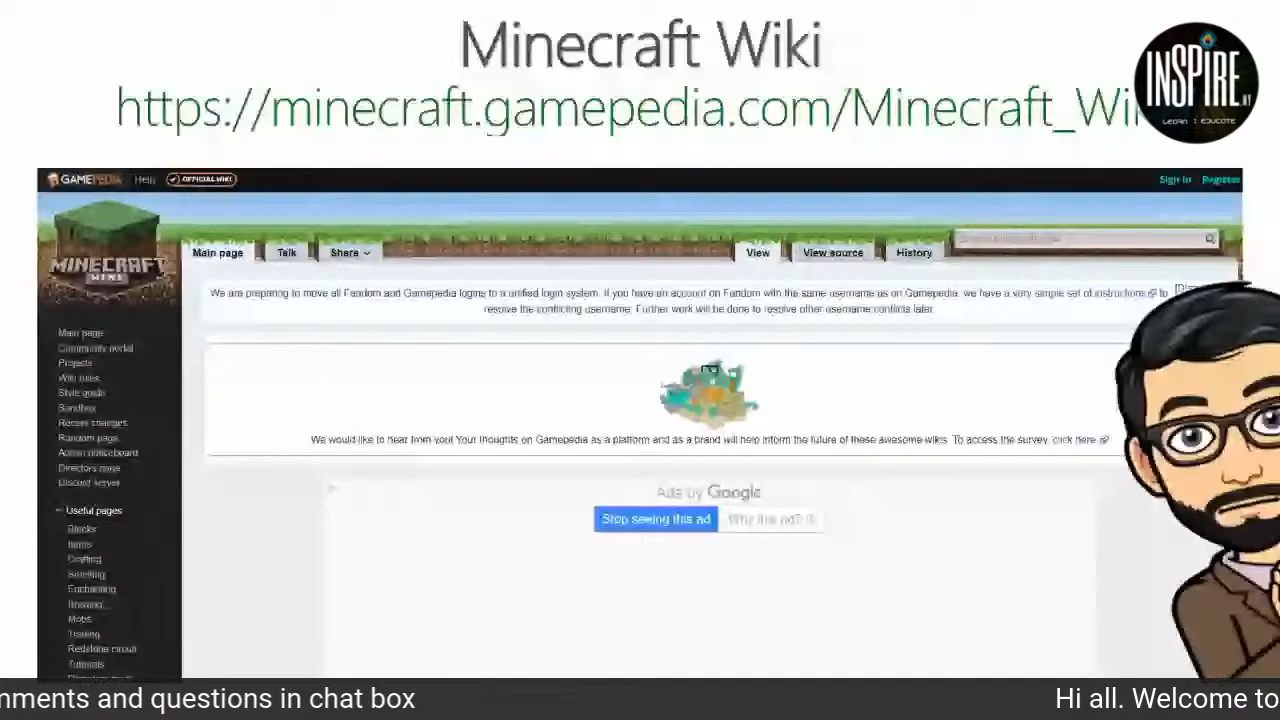 Minecraft Wiki
https://minecraft.gamepedia.com/Minecraft_Wi
INSPIRE.MY
LEARN : EDUCATE
GAMEPEDIA Help OFFICIAL WIKI Sign In Register
MINECRAFT
WIKI
Main page Talk Share View View source History
We are preparing to move all Fandom and Gamepedia logins to a unified login system. If you have an account on Fandom with the same username as on Gamepedia, we have a very simple set of instructions to
resolve the conflicting username. Further work will be done to resolve other username conflicts later.
Main page
Community portal
Projects
Wiki rules
Style guide
Sandbox
Recent changes
Random page
Admin noticeboard
Directors page
Discord server
We would like to hear from you! Your thoughts on Gamepedia as a platform and as a brand will help inform the future of these awesome wikis. To access the survey, click here
Ads by Google
Stop seeing this ad Why this ad?
Useful pages
Blocks
Items
Crafting
Smelting
Enchanting
Brewing
Mobs
Trading
Redstone circuit
Tutorials
mments and questions in chat box
Hi all. Welcome to